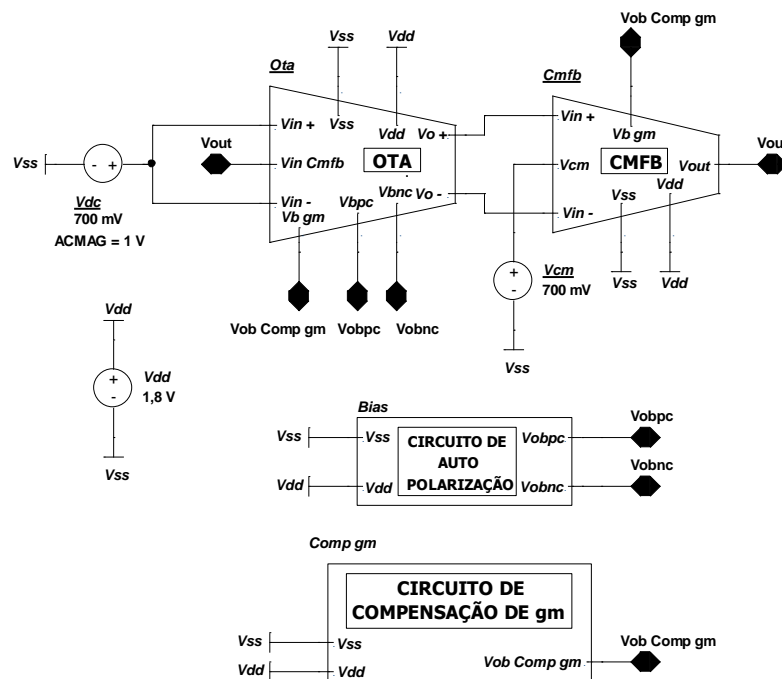 Vob Comp gm
Vss
Vdd
Ota
Cmfb
Vin +
Vss
Vdd
Vo +
Vin +
Vb gm
Vout
Vss
Vin Cmfb
OTA
Vcm
CMFB
Vout
Vou
- +
Vdc
700 mV
ACMAG = 1 V
Vin -
Vb gm
Vbpc
Vbnc
Vo -
Vin -
Vss
Vdd
+
-
Vcm
700 mV
Vss
Vdd
Vob Comp gm
Vobpc
Vobnc
Vss
Vdd
+
-
Vdd
1,8 V
Vss
Bias
Vss
Vss
CIRCUITO DE
AUTO
POLARIZAÇÃO
Vobpc
Vobpc
Vdd
Vdd
Vobnc
Vobnc
Comp gm
CIRCUITO DE
COMPENSAÇÃO DE gm
Vss
Vss
Vob Comp gm
Vob Comp gm
Vdd
Vdd